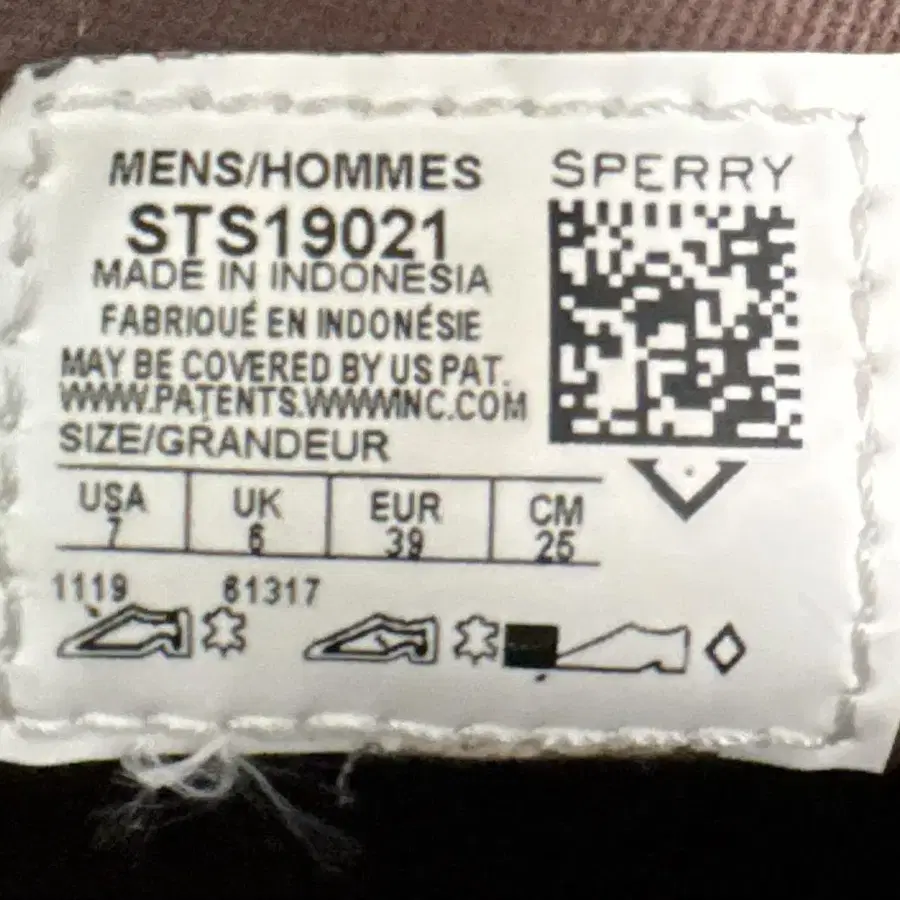 MENS/HOMMES
STS19021
MADE IN INDONESIA
FABRIQUÉ EN INDONÉSIE
MAY BE COVERED BY US PAT.
WWW.PATENTS.WWWINC.COM
SIZE/GRANDEUR
USA UK EUR CM
7 6 39 25
1119 61317
SPERRY